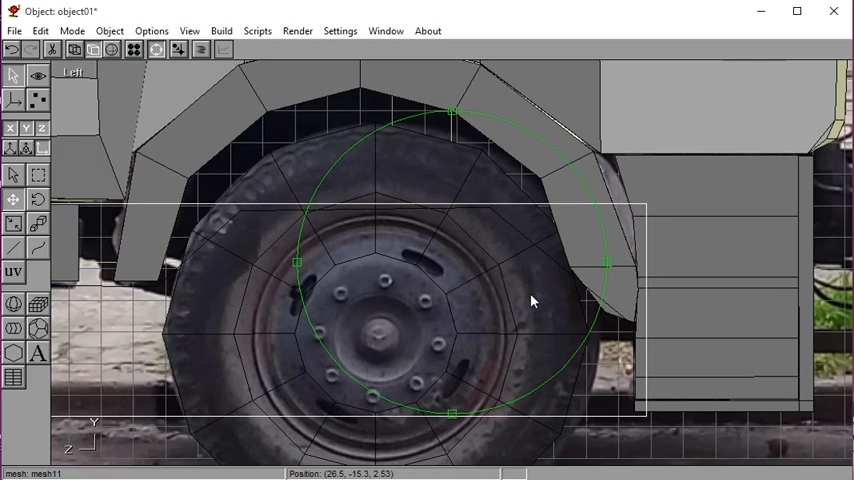 Object: object01*
File Edit Mode Object Options View Build Scripts Render Settings Window About
Left
X Y Z
uv
A
Y
Z
mesh: mesh11
Position: (26.5, -15.3, 2.53)